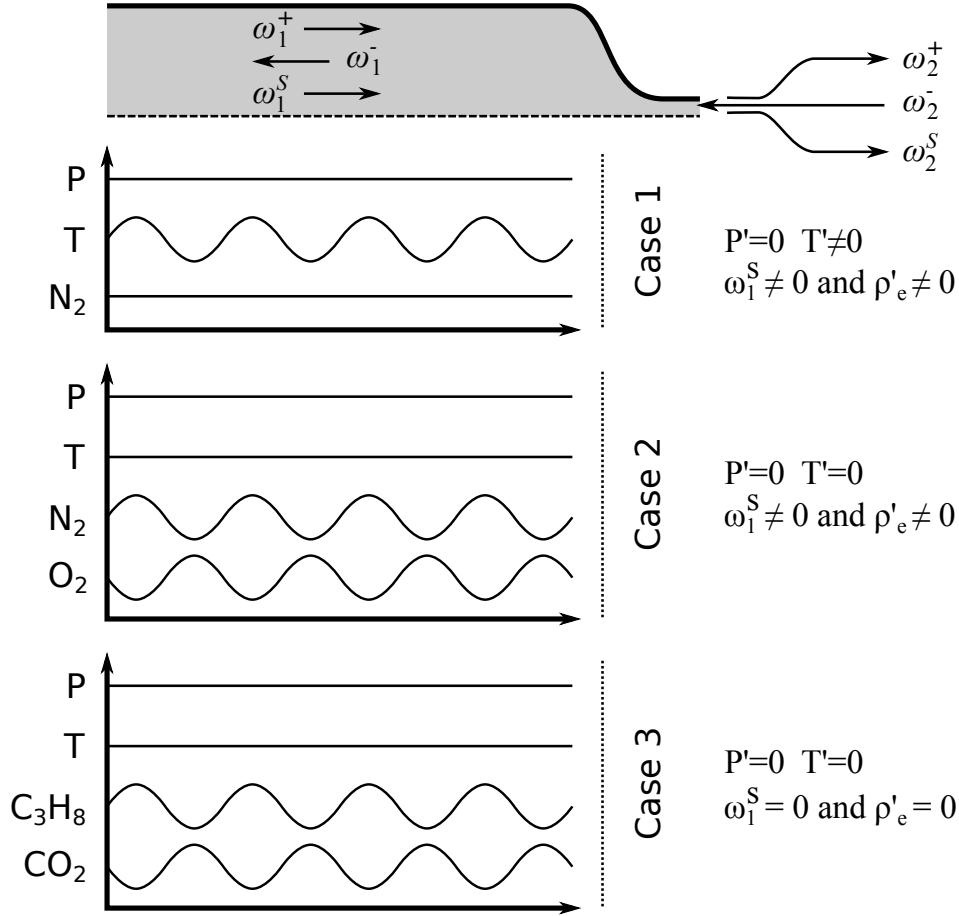 ω₁⁺
ω₁⁻
ω₁ˢ
ω₂⁺
ω₂⁻
ω₂ˢ
P
T
N₂
Case 1
P'=0 T'≠0
ω₁ˢ ≠ 0 and ρ'ₑ ≠ 0
P
T
N₂
O₂
Case 2
P'=0 T'=0
ω₁ˢ ≠ 0 and ρ'ₑ ≠ 0
P
T
C₃H₈
CO₂
Case 3
P'=0 T'=0
ω₁ˢ = 0 and ρ'ₑ = 0